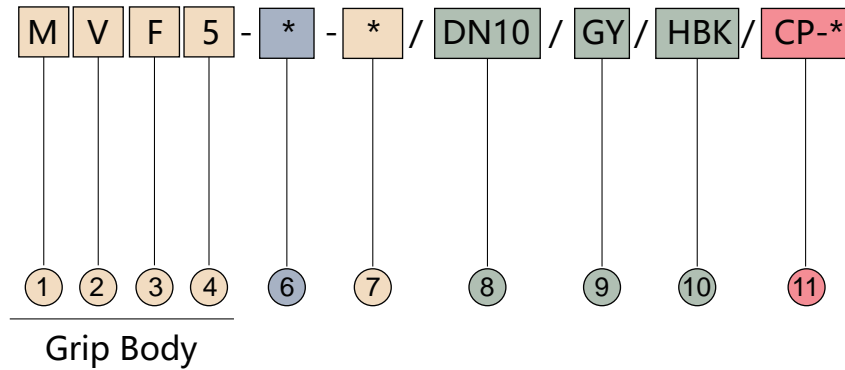 M V F 5 - * - * / DN10 / GY / HBK / CP-*
1 2 3 4 6 7 8 9 10 11
Grip Body